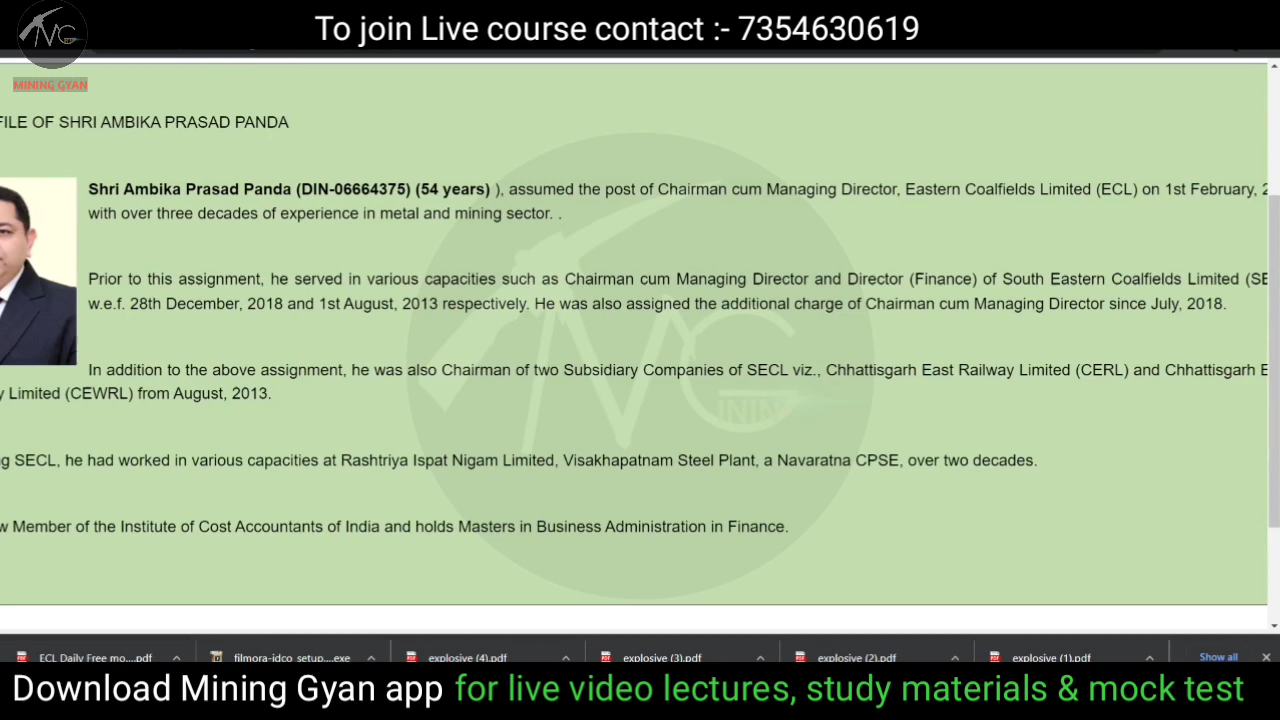 To join Live course contact :- 7354630619
MINING GYAN
FILE OF SHRI AMBIKA PRASAD PANDA
Shri Ambika Prasad Panda (DIN-06664375) (54 years) ), assumed the post of Chairman cum Managing Director, Eastern Coalfields Limited (ECL) on 1st February, 2
with over three decades of experience in metal and mining sector. .
Prior to this assignment, he served in various capacities such as Chairman cum Managing Director and Director (Finance) of South Eastern Coalfields Limited (SE
w.e.f. 28th December, 2018 and 1st August, 2013 respectively. He was also assigned the additional charge of Chairman cum Managing Director since July, 2018.
In addition to the above assignment, he was also Chairman of two Subsidiary Companies of SECL viz., Chhattisgarh East Railway Limited (CERL) and Chhattisgarh E
y Limited (CEWRL) from August, 2013.
g SECL, he had worked in various capacities at Rashtriya Ispat Nigam Limited, Visakhapatnam Steel Plant, a Navaratna CPSE, over two decades.
w Member of the Institute of Cost Accountants of India and holds Masters in Business Administration in Finance.
ECL Daily Free mo....pdf filmora-idco_setup....exe explosive (4).pdf explosive (3).pdf explosive (2).pdf explosive (1).pdf Show all
Download Mining Gyan app for live video lectures, study materials & mock test